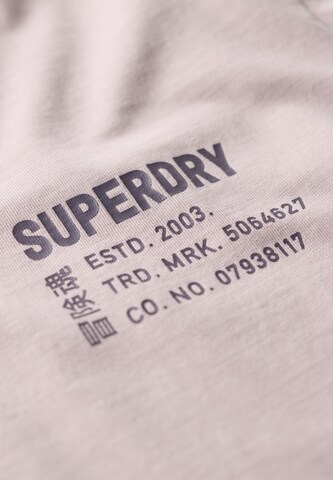 SUPERDRY
ESTD. 2003.
TRD. MRK. 5064627
CO. NO. 07938117